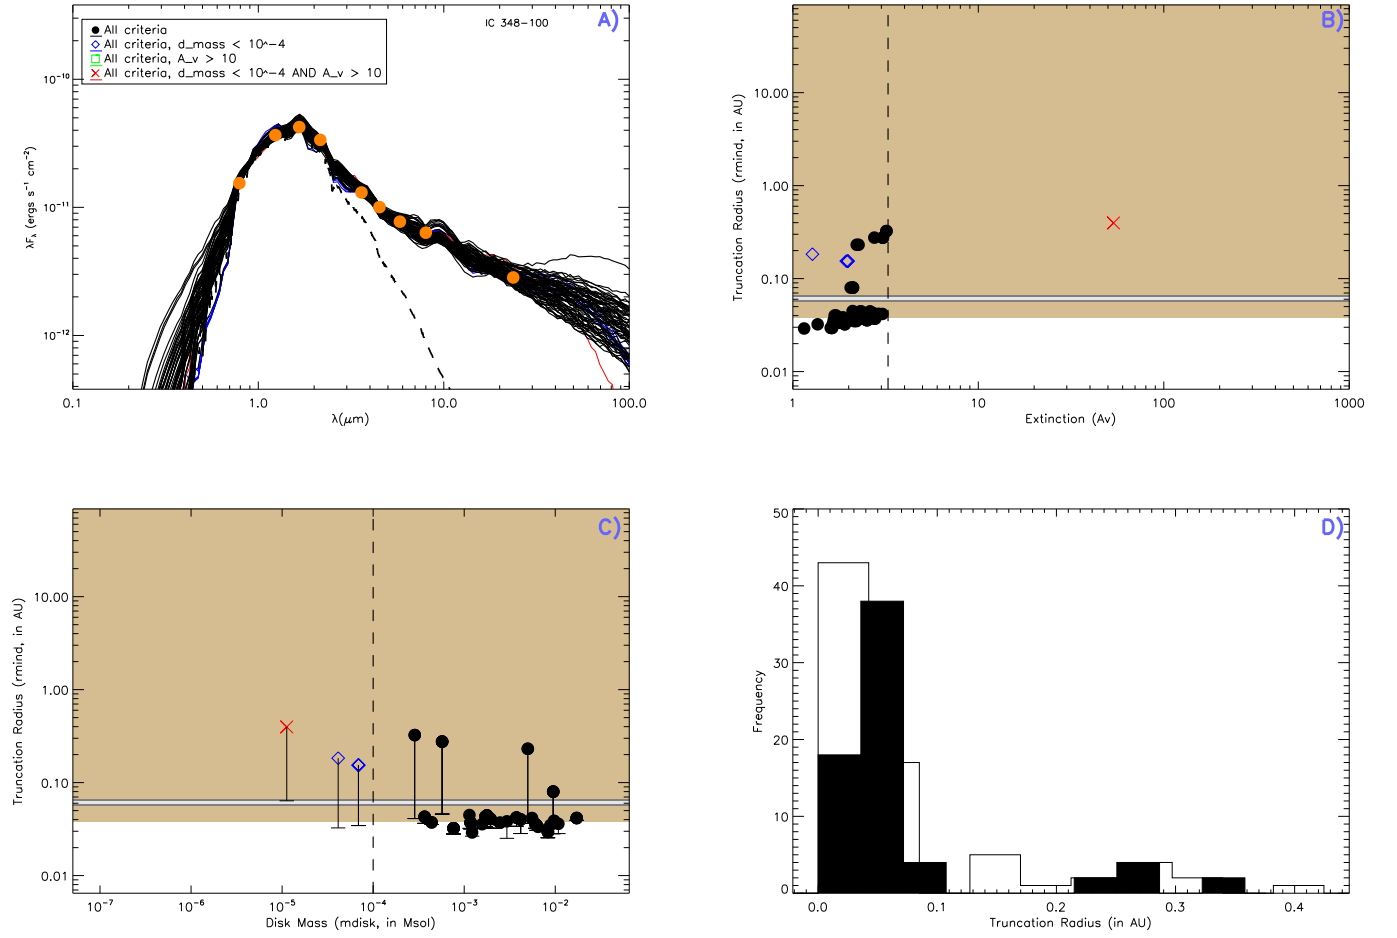 IC 348-100
A)
All criteria
All criteria, d_mass < 10^-4
All criteria, A_v > 10
All criteria, d_mass < 10^-4 AND A_v > 10
10⁻¹⁰
10⁻¹¹
10⁻¹²
λF_λ (ergs s⁻¹ cm⁻²)
0.1 1.0 10.0 100.0
λ(μm)
B)
10.00
1.00
0.10
0.01
Truncation Radius (rmind, in AU)
1 10 100 1000
Extinction (Av)
C)
10.00
1.00
0.10
0.01
Truncation Radius (rmind, in AU)
10⁻⁷ 10⁻⁶ 10⁻⁵ 10⁻⁴ 10⁻³ 10⁻²
Disk Mass (mdisk, in Msol)
D)
50
40
30
20
10
0
Frequency
0.0 0.1 0.2 0.3 0.4
Truncation Radius (in AU)